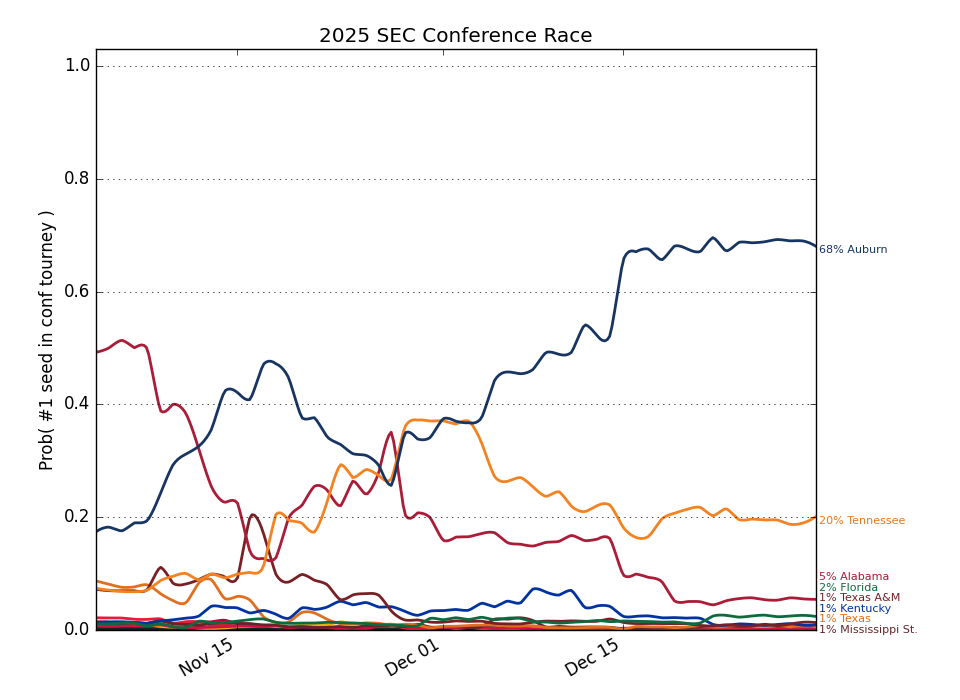 2025 SEC Conference Race
Prob( #1 seed in conf tourney )
1.0
0.8
0.6
0.4
0.2
0.0
Nov 15
Dec 01
Dec 15
68% Auburn
20% Tennessee
5% Alabama
2% Florida
1% Texas A&M
1% Kentucky
1% Texas
1% Mississippi St.